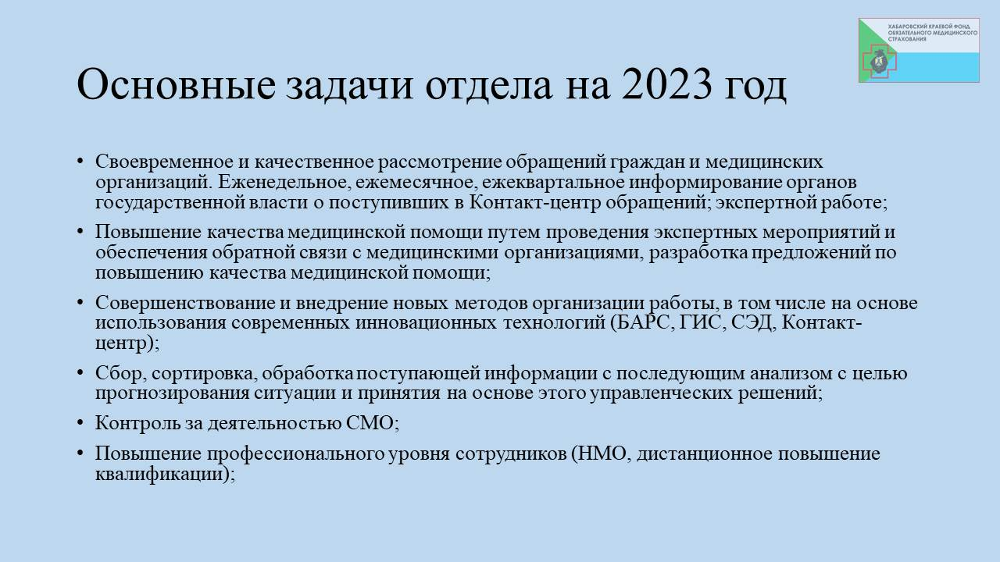 ХАБАРОВСКИЙ КРАЕВОЙ ФОНД
ОБЯЗАТЕЛЬНОГО МЕДИЦИНСКОГО
СТРАХОВАНИЯ
Основные задачи отдела на 2023 год
• Своевременное и качественное рассмотрение обращений граждан и медицинских
организаций. Еженедельное, ежемесячное, ежеквартальное информирование органов
государственной власти о поступивших в Контакт-центр обращений; экспертной работе;
• Повышение качества медицинской помощи путем проведения экспертных мероприятий и
обеспечения обратной связи с медицинскими организациями, разработка предложений по
повышению качества медицинской помощи;
• Совершенствование и внедрение новых методов организации работы, в том числе на основе
использования современных инновационных технологий (БАРС, ГИС, СЭД, Контакт-
центр);
• Сбор, сортировка, обработка поступающей информации с последующим анализом с целью
прогнозирования ситуации и принятия на основе этого управленческих решений;
• Контроль за деятельностью СМО;
• Повышение профессионального уровня сотрудников (НМО, дистанционное повышение
квалификации);